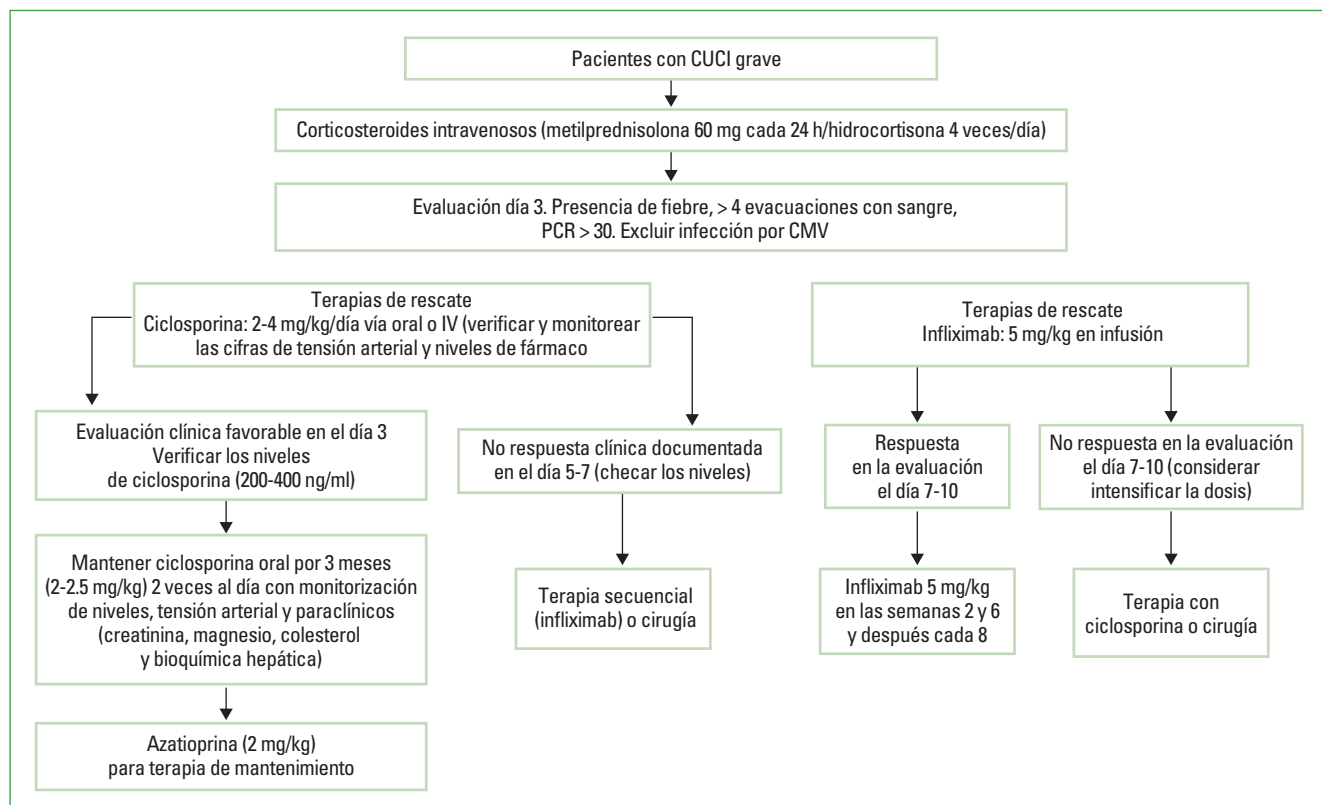 Pacientes con CUCI grave
Corticosteroides intravenosos (metilprednisolona 60 mg cada 24 h/hidrocortisona 4 veces/día)
Evaluación día 3. Presencia de fiebre, > 4 evacuaciones con sangre,
PCR > 30. Excluir infección por CMV
Terapias de rescate
Ciclosporina: 2-4 mg/kg/día vía oral o IV (verificar y monitorear
las cifras de tensión arterial y niveles de fármaco
Terapias de rescate
Infliximab: 5 mg/kg en infusión
Evaluación clínica favorable en el día 3
Verificar los niveles
de ciclosporina (200-400 ng/ml)
No respuesta clínica documentada
en el día 5-7 (checar los niveles)
Respuesta
en la evaluación
el día 7-10
No respuesta en la evaluación
el día 7-10 (considerar
intensificar la dosis)
Mantener ciclosporina oral por 3 meses
(2-2.5 mg/kg) 2 veces al día con monitorización
de niveles, tensión arterial y paraclínicos
(creatinina, magnesio, colesterol
y bioquímica hepática)
Terapia secuencial
(infliximab) o cirugía
Infliximab 5 mg/kg
en las semanas 2 y 6
y después cada 8
Terapia con
ciclosporina o cirugía
Azatioprina (2 mg/kg)
para terapia de mantenimiento